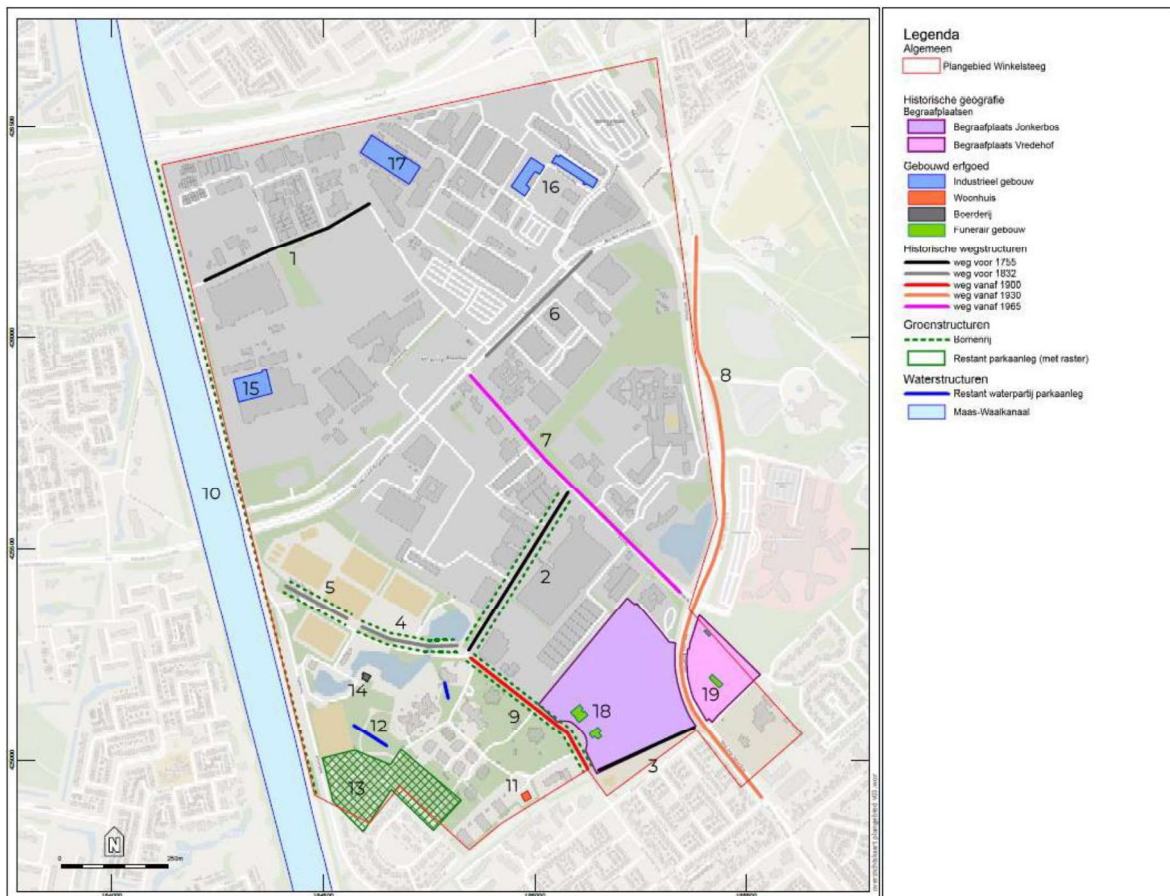 Legenda
Algemeen
Plangebied Winkelsteeg
Historische geografie
Begraafplaatsen
Begraafplaats Jonkerbos
Begraafplaats Vredehof
Gebouwd erfgoed
Industrieel gebouw
Woonhuis
Boerderij
Funerair gebouw
Historische wegstructuren
weg voor 1755
weg voor 1832
weg vanaf 1900
weg vanaf 1930
weg vanaf 1965
Groenstructuren
Bomenrij
Restant parkaanleg (met raster)
Waterstructuren
Restant waterpartij parkaanleg
Maas-Waalkanaal
17
16
1
6
15
8
7
10
2
5
4
14
19
18
9
12
3
11
13
N
0
250m